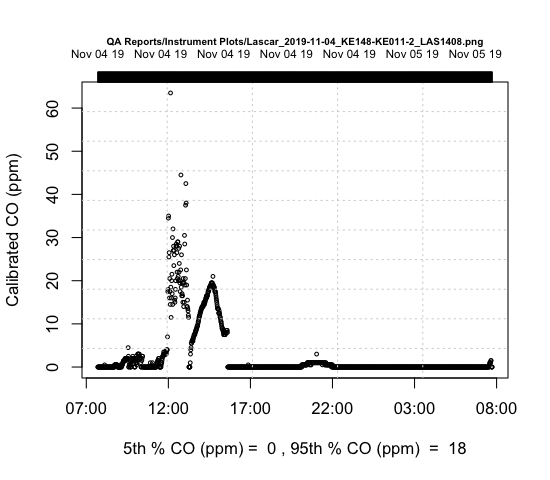 QA Reports/Instrument Plots/Lascar_2019-11-04_KE148-KE011-2_LAS1408.png
Nov 04 19 Nov 04 19 Nov 04 19 Nov 04 19 Nov 04 19 Nov 05 19 Nov 05 19
Calibrated CO (ppm)
60
50
40
30
20
10
0
07:00 12:00 17:00 22:00 03:00 08:00
5th % CO (ppm) = 0 , 95th % CO (ppm) = 18